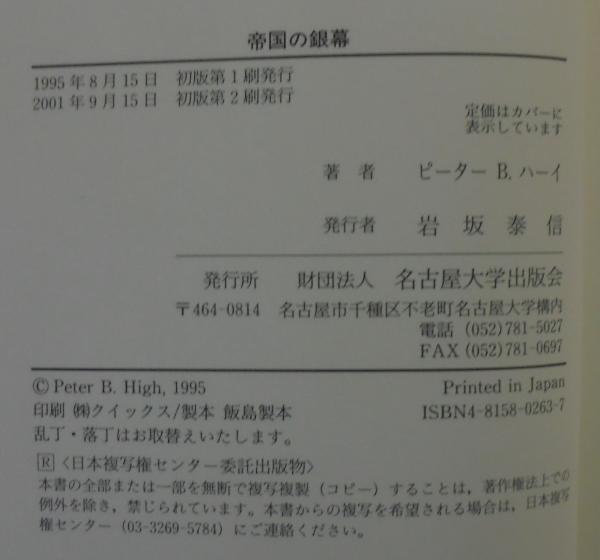 帝国の銀幕
1995年8月15日 初版第1刷発行
2001年9月15日 初版第2刷発行
定価はカバーに
表示しています
著者 ピーター B. ハーイ
発行者 岩坂泰信
発行所 財団法人 名古屋大学出版会
〒464-0814 名古屋市千種区不老町名古屋大学構内
電話 (052)781-5027
FAX (052)781-0697
© Peter B. High, 1995 Printed in Japan
印刷 ㈱クイックス/製本 飯島製本 ISBN4-8158-0263-7
乱丁・落丁はお取替えいたします。
R 〈日本複写権センター委託出版物〉
本書の全部または一部を無断で複写複製（コピー）することは，著作権法上での
例外を除き，禁じられています。本書からの複写を希望される場合は，日本複写
権センター（03-3269-5784）にご連絡ください。